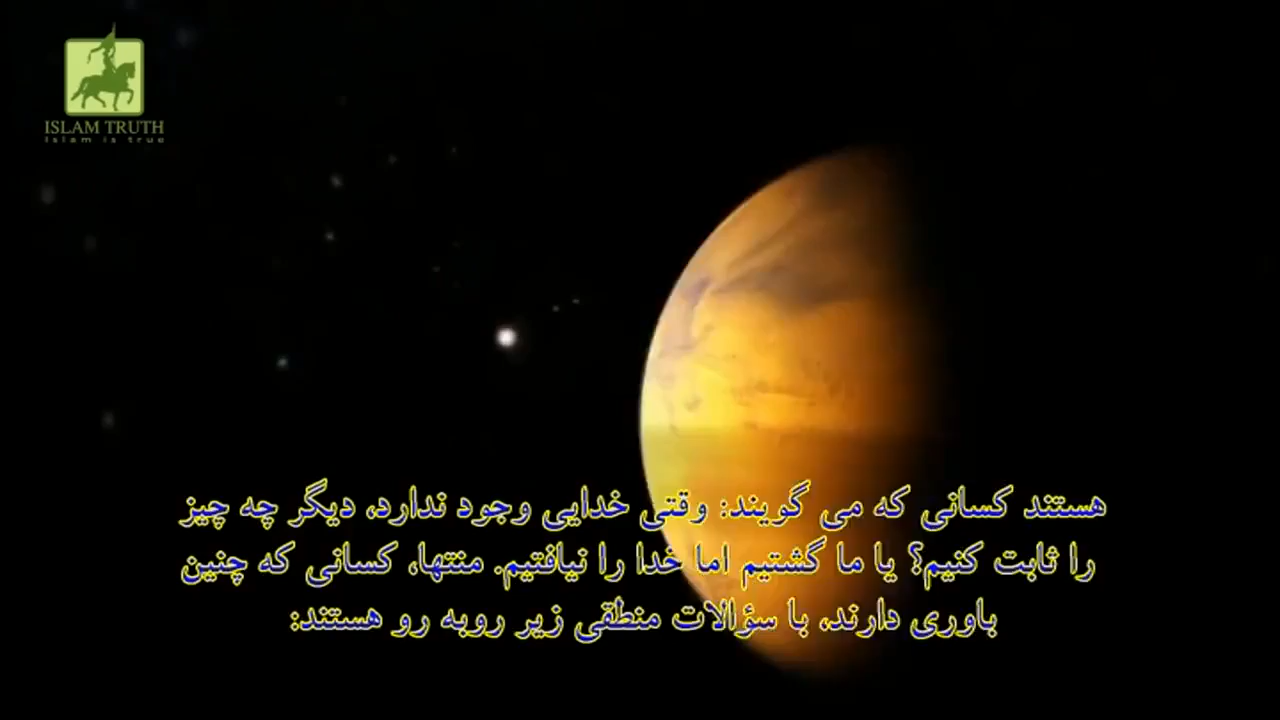 ISLAM TRUTH
islam is true
هستند کسانی که می گویند: وقتی خدایی وجود ندارد، دیگر چه چیز
را ثابت کنیم؟ یا ما گشتیم اما خدا را نیافتیم. منتها، کسانی که چنین
باوری دارند، با سؤالات منطقی زیر روبه رو هستند: